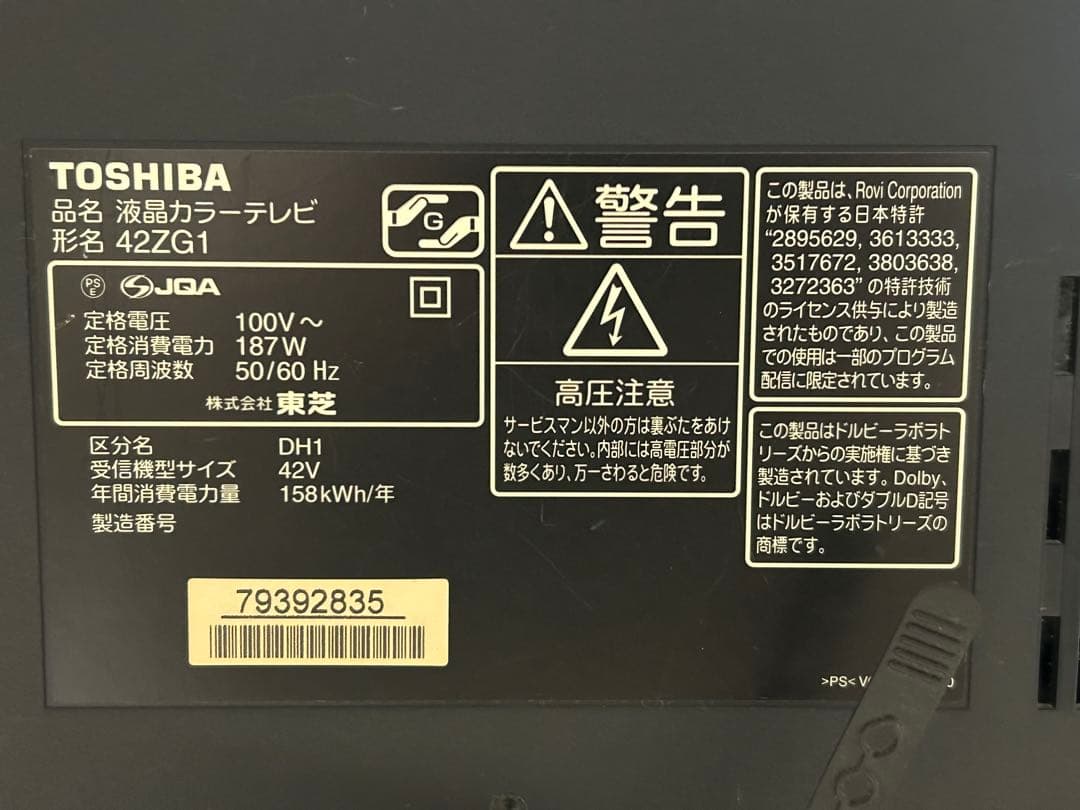 TOSHIBA
品名 液晶カラーテレビ
形名 42ZG1
G
PS
E
JQA
定格電圧 100V～
定格消費電力 187W
定格周波数 50/60 Hz
株式会社 東芝
区分名 DH1
受信機型サイズ 42V
年間消費電力量 158kWh/年
製造番号
79392835
警告
高圧注意
サービスマン以外の方は裏ぶたをあけ
ないでください。内部には高電圧部分が
数多くあり、万一さわると危険です。
この製品は、Rovi Corporation
が保有する日本特許
“2895629, 3613333,
3517672, 3803638,
3272363” の特許技術
のライセンス供与により製造
されたものであり、この製品
での使用は一部のプログラム
配信に限定されています。
この製品はドルビーラボラト
リーズからの実施権に基づき
製造されています。Dolby、
ドルビーおよびダブルD記号
はドルビーラボラトリーズの
商標です。
>PS<